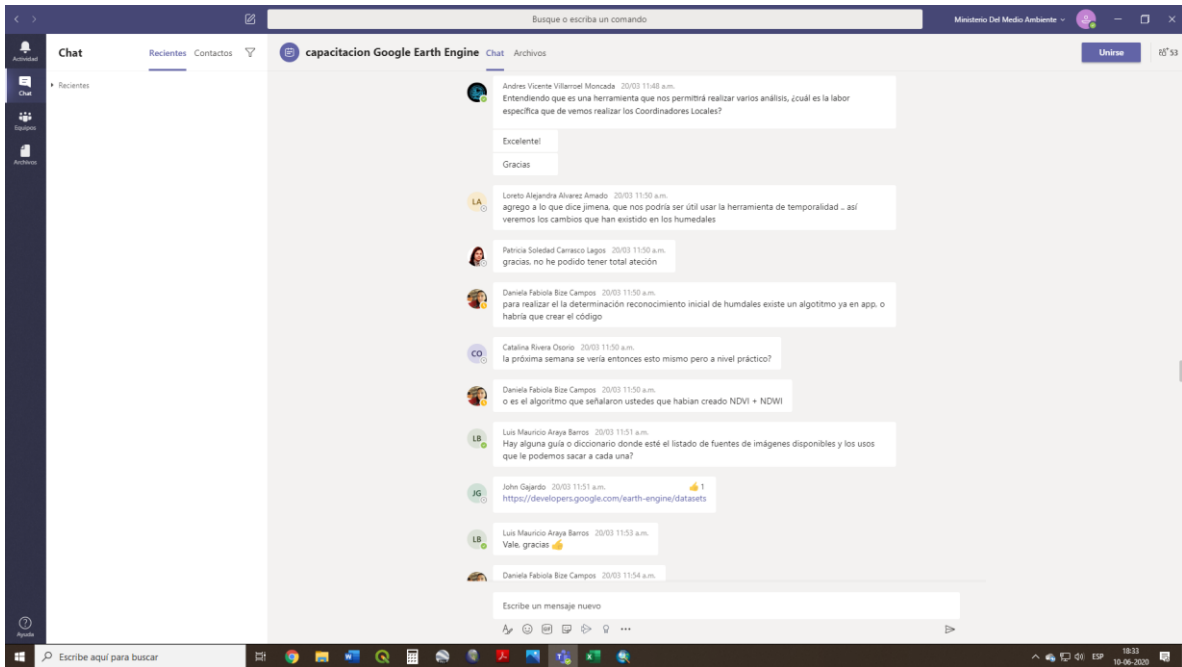 Busque o escriba un comando
Ministerio Del Medio Ambiente
Actividad
Chat
Equipos
Archivos
Ayuda
Chat
Recientes
Contactos
Recientes
capacitacion Google Earth Engine
Chat
Archivos
Unirse
53
Andres Vicente Villarroel Moncada 20/03 11:48 a.m.
Entendiendo que es una herramienta que nos permitirá realizar varios análisis, ¿cuál es la labor
específica que de vemos realizar los Coordinadores Locales?
Excelente!
Gracias
LA
Loreto Alejandra Alvarez Amado 20/03 11:50 a.m.
agrego a lo que dice jimena, que nos podría ser útil usar la herramienta de temporalidad .. así
veremos los cambios que han existido en los humedales
Patricia Soledad Carrasco Lagos 20/03 11:50 a.m.
gracias, no he podido tener total ateción
Daniela Fabiola Bize Campos 20/03 11:50 a.m.
para realizar el la determinación reconocimiento inicial de humdales existe un algotitmo ya en app. o
habría que crear el código
CO
Catalina Rivera Osorio 20/03 11:50 a.m.
la próxima semana se vería entonces esto mismo pero a nivel práctico?
Daniela Fabiola Bize Campos 20/03 11:50 a.m.
o es el algoritmo que señalaron ustedes que habian creado NDVI + NDWI
LB
Luis Mauricio Araya Barros 20/03 11:51 a.m.
Hay alguna guía o diccionario donde esté el listado de fuentes de imágenes disponibles y los usos
que le podemos sacar a cada una?
JG
John Gajardo 20/03 11:51 a.m.
1
https://developers.google.com/earth-engine/datasets
LB
Luis Mauricio Araya Barros 20/03 11:53 a.m.
Vale, gracias
Daniela Fabiola Bize Campos 20/03 11:54 a.m.
Escribe un mensaje nuevo
Escribe aquí para buscar
ESP
18:33
10-06-2020